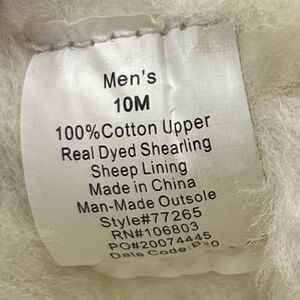 Men's
10M
100%Cotton Upper
Real Dyed Shearling
Sheep Lining
Made in China
Man-Made Outsole
Style#77265
RN#106803
PO#20074445
Date Code: